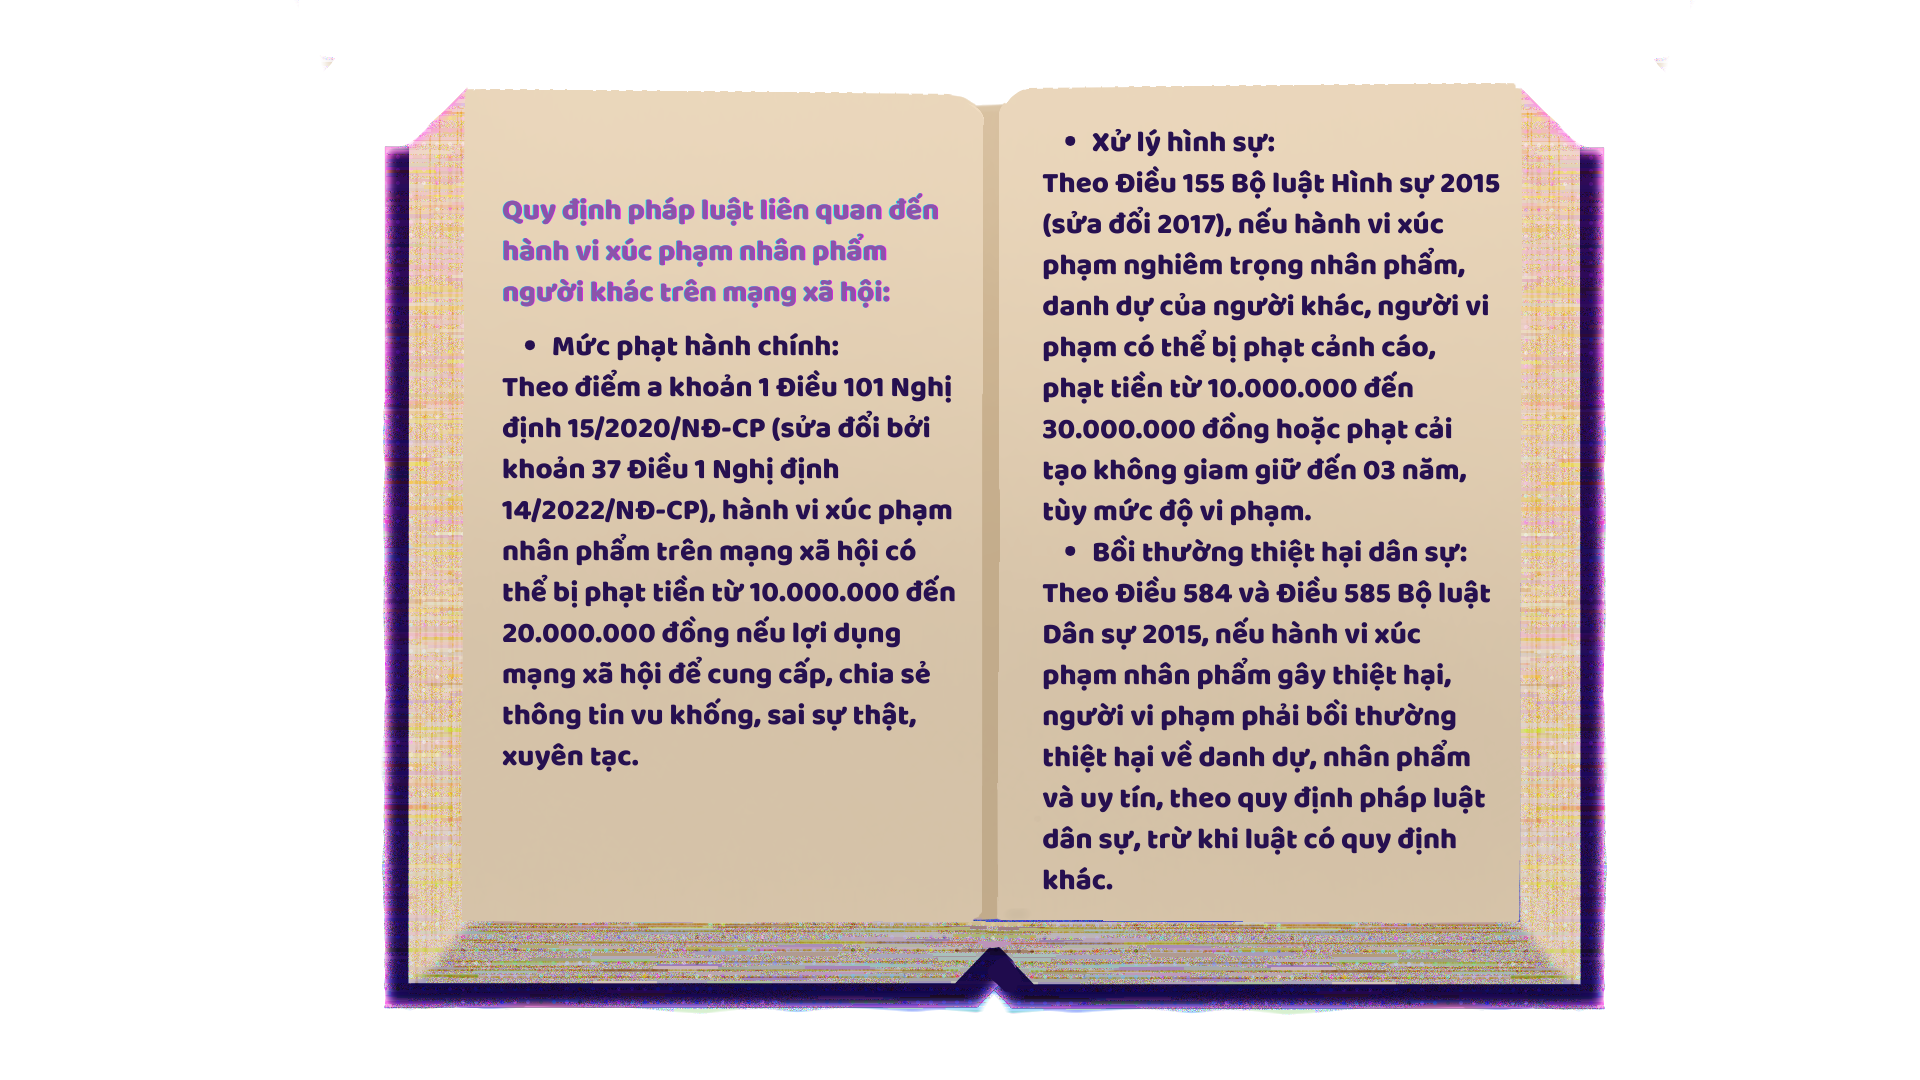 Quy định pháp luật liên quan đến
hành vi xúc phạm nhân phẩm
người khác trên mạng xã hội:
• Mức phạt hành chính:
Theo điểm a khoản 1 Điều 101 Nghị
định 15/2020/NĐ-CP (sửa đổi bởi
khoản 37 Điều 1 Nghị định
14/2022/NĐ-CP), hành vi xúc phạm
nhân phẩm trên mạng xã hội có
thể bị phạt tiền từ 10.000.000 đến
20.000.000 đồng nếu lợi dụng
mạng xã hội để cung cấp, chia sẻ
thông tin vu khống, sai sự thật,
xuyên tạc.
• Xử lý hình sự:
Theo Điều 155 Bộ luật Hình sự 2015
(sửa đổi 2017), nếu hành vi xúc
phạm nghiêm trọng nhân phẩm,
danh dự của người khác, người vi
phạm có thể bị phạt cảnh cáo,
phạt tiền từ 10.000.000 đến
30.000.000 đồng hoặc phạt cải
tạo không giam giữ đến 03 năm,
tùy mức độ vi phạm.
• Bồi thường thiệt hại dân sự:
Theo Điều 584 và Điều 585 Bộ luật
Dân sự 2015, nếu hành vi xúc
phạm nhân phẩm gây thiệt hại,
người vi phạm phải bồi thường
thiệt hại về danh dự, nhân phẩm
và uy tín, theo quy định pháp luật
dân sự, trừ khi luật có quy định
khác.